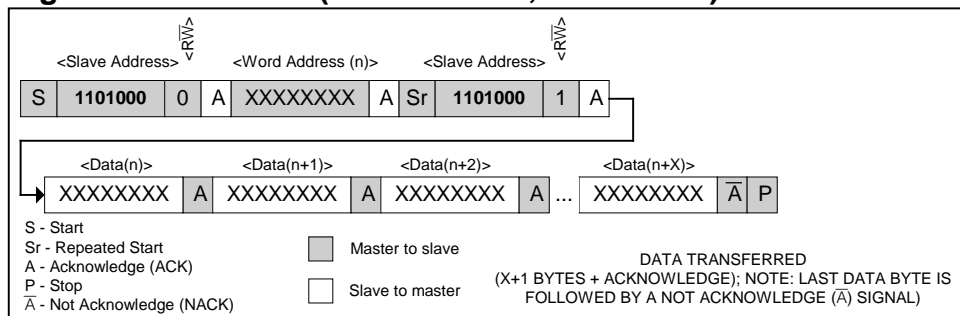 <RW̅>
<RW̅>
<Slave Address>
<Word Address (n)>
<Slave Address>
S 1101000 0 A XXXXXXXX A Sr 1101000 1 A
<Data(n)>
<Data(n+1)>
<Data(n+2)>
<Data(n+X)>
XXXXXXXX A XXXXXXXX A XXXXXXXX A ... XXXXXXXX A̅ P
S - Start
Sr - Repeated Start
A - Acknowledge (ACK)
P - Stop
A̅ - Not Acknowledge (NACK)
Master to slave
Slave to master
DATA TRANSFERRED
(X+1 BYTES + ACKNOWLEDGE); NOTE: LAST DATA BYTE IS
FOLLOWED BY A NOT ACKNOWLEDGE (A̅) SIGNAL)